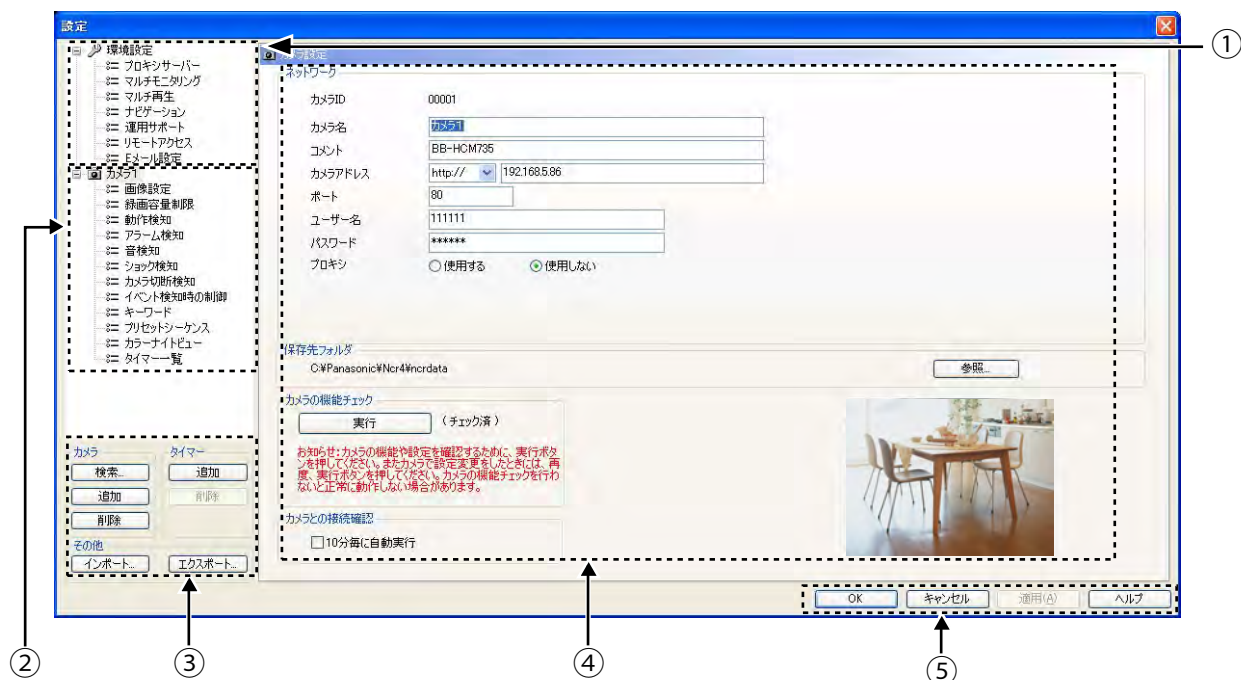 設定
①
環境設定
プロキシサーバー
マルチモニタリング
マルチ再生
ナビゲーション
運用サポート
リモートアクセス
Eメール設定
カメラ1
画像設定
録画容量制限
動作検知
アラーム検知
音検知
ショック検知
カメラ切断検知
イベント検知時の制御
キーワード
プリセットシーケンス
カラーナイトビュー
タイマー一覧
カメラ
タイマー
検索...
追加
追加
削除
削除
その他
インポート...
エクスポート...
カメラ設定
ネットワーク
カメラID 00001
カメラ名 カメラ1
コメント BB-HCM735
カメラアドレス http:// 192.168.5.86
ポート 80
ユーザー名 111111
パスワード ******
プロキシ 使用する 使用しない
保存先フォルダ
C:¥Panasonic¥Ncr4¥ncrdata 参照...
カメラの機能チェック
実行 (チェック済)
お知らせ:カメラの機能や設定を確認するために、実行ボタ
ンを押してください。またカメラで設定変更をしたときには、再
度、実行ボタンを押してください。カメラの機能チェックを行わ
ないと正常に動作しない場合があります。
カメラとの接続確認
10分毎に自動実行
OK キャンセル 適用(A) ヘルプ
② ③ ④ ⑤